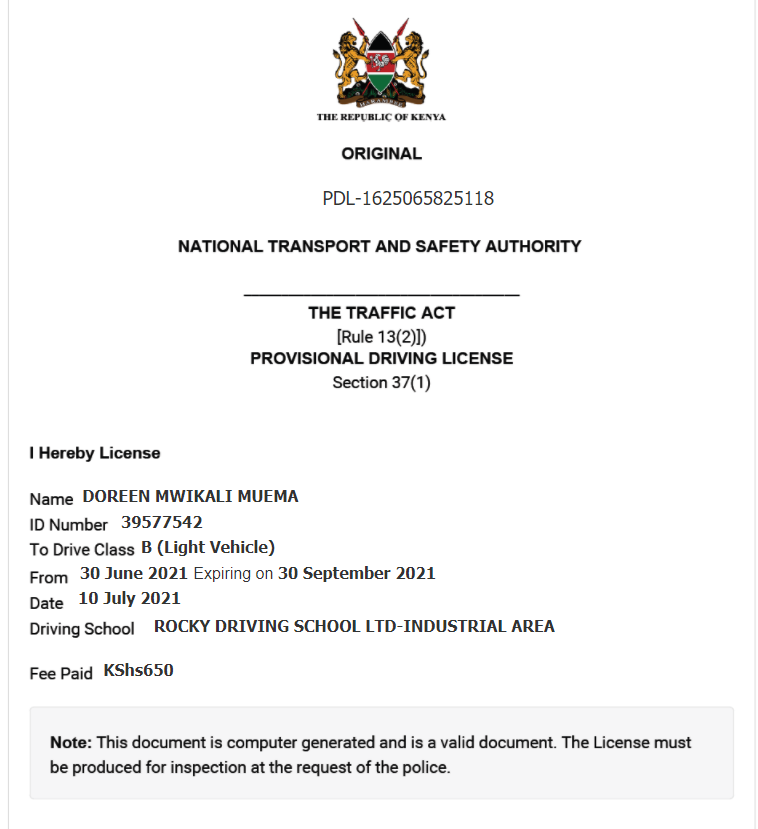 THE REPUBLIC OF KENYA
ORIGINAL
PDL-1625065825118
NATIONAL TRANSPORT AND SAFETY AUTHORITY
THE TRAFFIC ACT
[Rule 13(2)])
PROVISIONAL DRIVING LICENSE
Section 37(1)
I Hereby License
Name DOREEN MWIKALI MUEMA
ID Number 39577542
To Drive Class B (Light Vehicle)
From 30 June 2021 Expiring on 30 September 2021
Date 10 July 2021
Driving School ROCKY DRIVING SCHOOL LTD-INDUSTRIAL AREA
Fee Paid KShs650
Note: This document is computer generated and is a valid document. The License must
be produced for inspection at the request of the police.